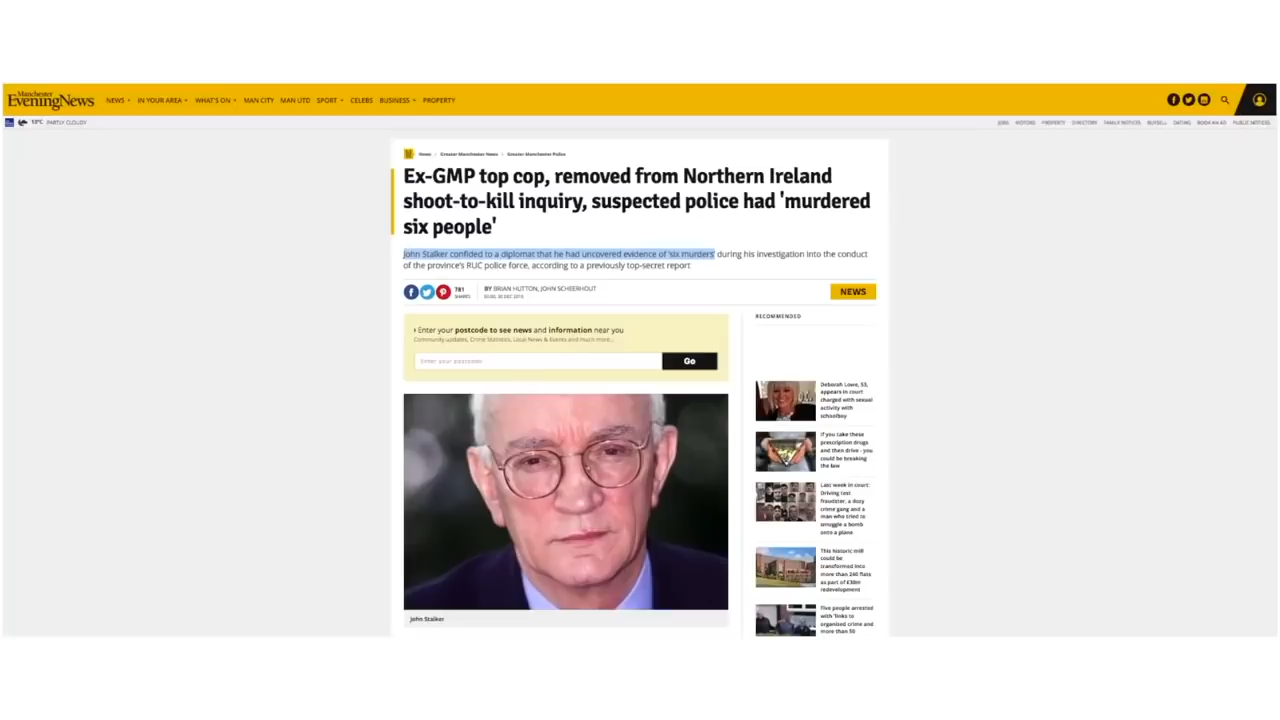 Manchester
EveningNews
NEWS IN YOUR AREA WHAT'S ON MAN CITY MAN UTD SPORT CELEBS BUSINESS PROPERTY
13°C PARTLY CLOUDY
JOBS MOTORS PROPERTY DIRECTORY FAMILY NOTICES BUYSELL DATING BOOK AN AD PUBLIC NOTICES
News Greater Manchester News Greater Manchester Police
Ex-GMP top cop, removed from Northern Ireland
shoot-to-kill inquiry, suspected police had 'murdered
six people'
John Stalker confided to a diplomat that he had uncovered evidence of 'six murders' during his investigation into the conduct
of the province's RUC police force, according to a previously top-secret report
781
SHARES
BY BRIAN HUTTON, JOHN SCHEERHOUT
NEWS
Enter your postcode to see news and information near you
Community updates, Crime Statistics, Local News & Events and much more...
Enter your postcode
Go
John Stalker
RECOMMENDED
Deborah Lowe, 53,
appears in court
charged with sexual
activity with
schoolboy
If you take these
prescription drugs
and then drive - you
could be breaking
the law
Last week in court:
Driving test
fraudster, a dozy
crime gang and a
man who tried to
smuggle a bomb
onto a plane
This historic mill
could be
transformed into
more than 240 flats
as part of £30m
redevelopment
Five people arrested
with 'links to
organised crime and
more than 50